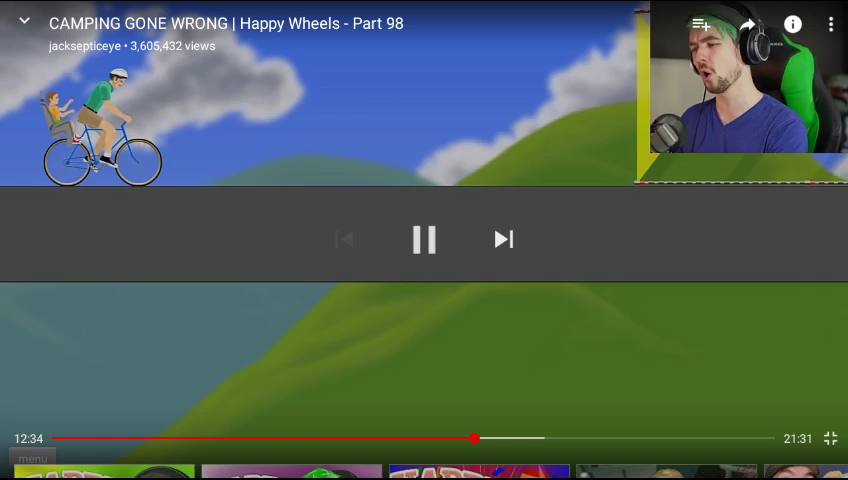 CAMPING GONE WRONG | Happy Wheels - Part 98
jacksepticeye • 3,605,432 views
12:34
21:31
menu